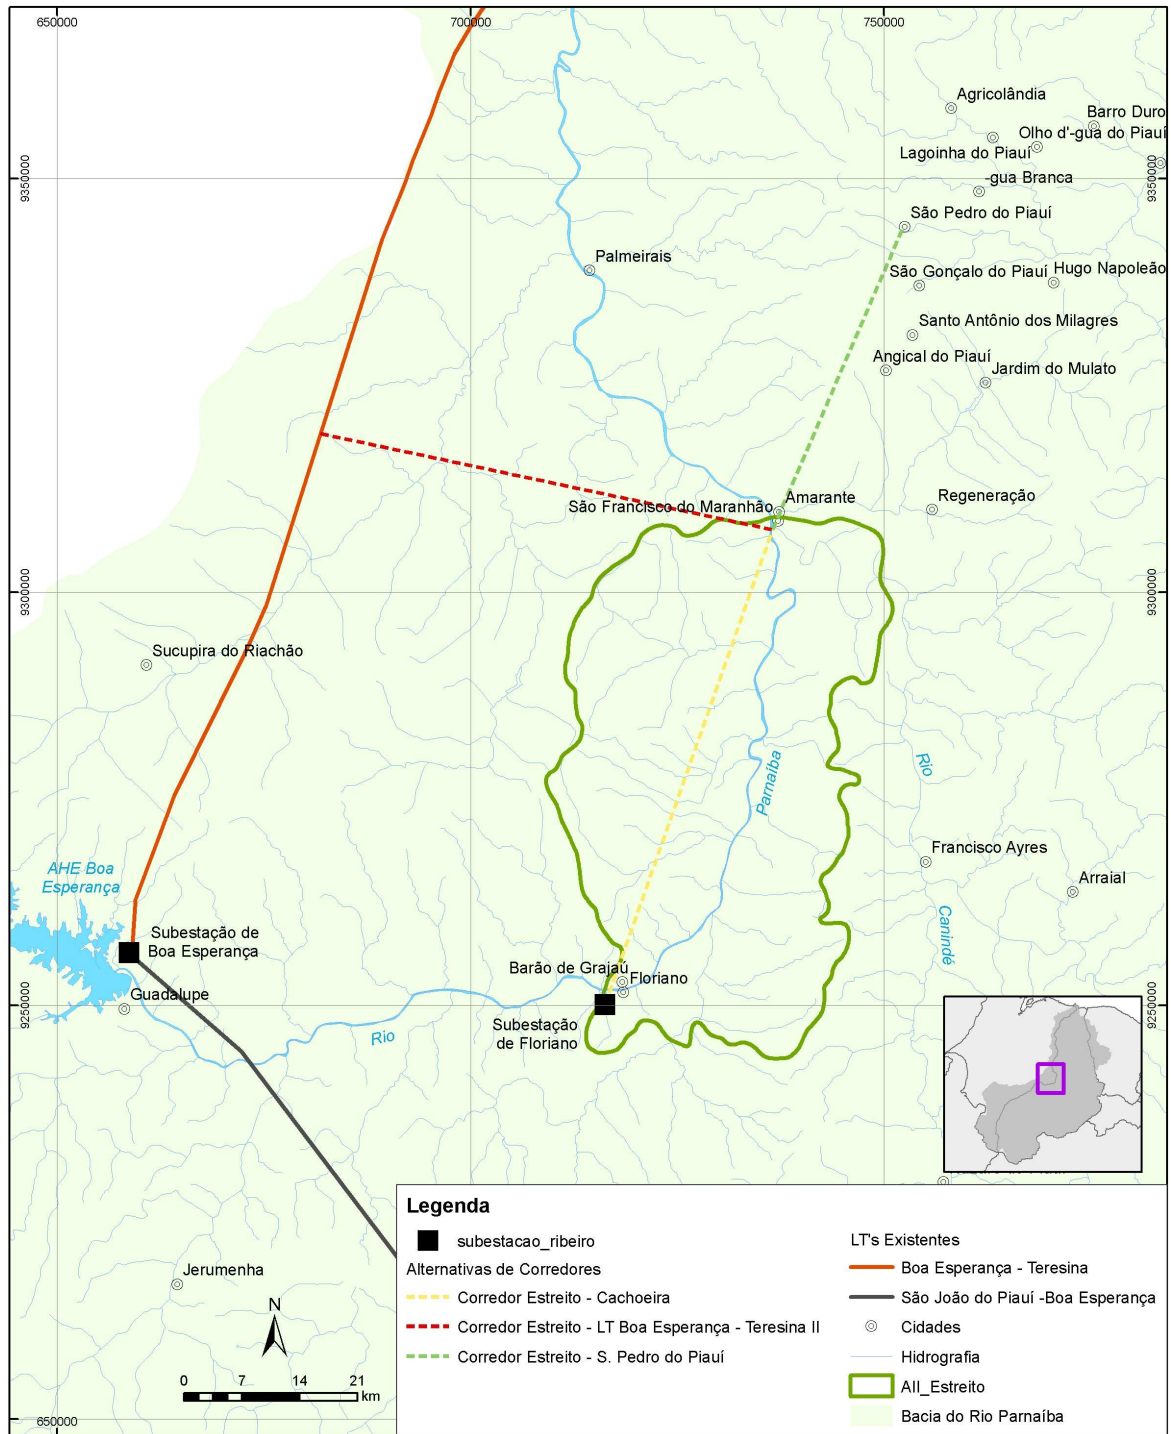 650000
700000
750000
Agricolândia
Barro Duro
Olho d'-gua do Piauí
Lagoinha do Piauí
9350000
9350000
-gua Branca
São Pedro do Piauí
Palmeirais
São Gonçalo do Piauí
Hugo Napoleão
Santo Antônio dos Milagres
Angical do Piauí
Jardim do Mulato
Amarante
São Francisco do Maranhão
Regeneração
9300000
9300000
Sucupira do Riachão
Rio
Parnaíba
Francisco Ayres
AHE Boa
Esperança
Arraial
Canindé
Subestação de
Boa Esperança
Barão de Grajaú
Floriano
Guadalupe
9250000
9250000
Subestação
de Floriano
Rio
Jerumenha
N
0 7 14 21
km
650000
Legenda
subestacao_ribeiro
Alternativas de Corredores
Corredor Estreito - Cachoeira
Corredor Estreito - LT Boa Esperança - Teresina II
Corredor Estreito - S. Pedro do Piauí
LT's Existentes
Boa Esperança - Teresina
São João do Piauí -Boa Esperança
Cidades
Hidrografia
AII_Estreito
Bacia do Rio Parnaíba